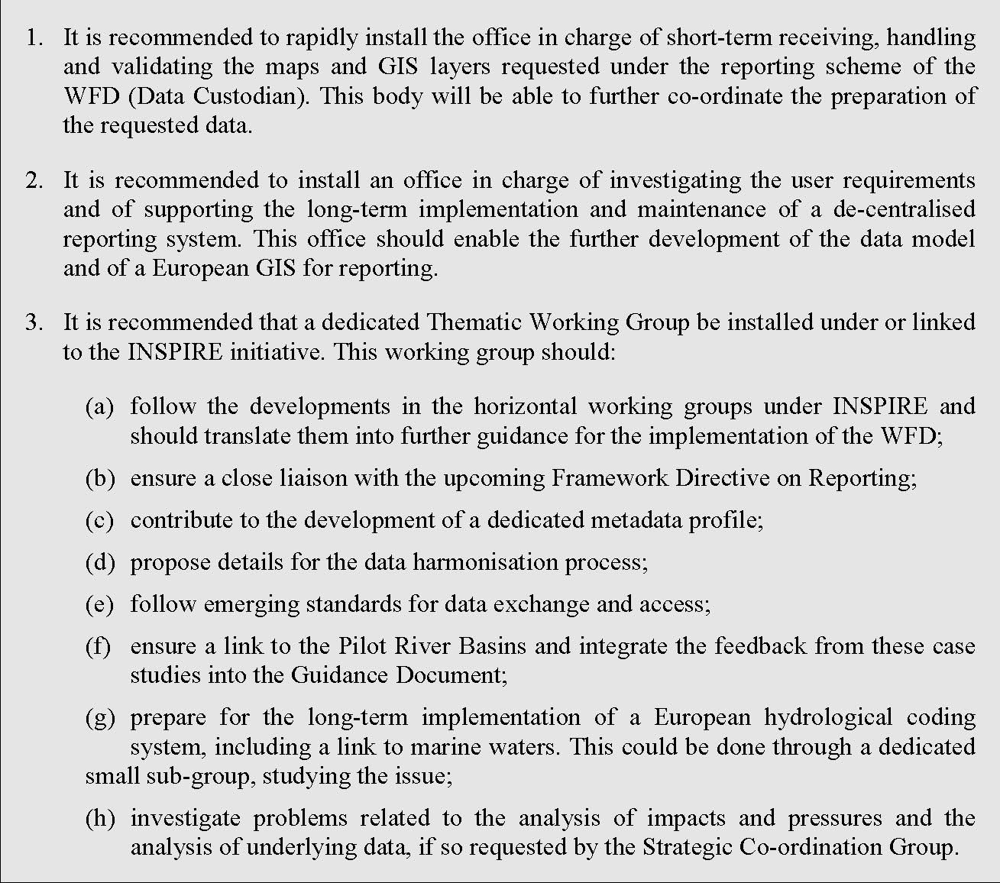 1. It is recommended to rapidly install the office in charge of short-term receiving, handling
and validating the maps and GIS layers requested under the reporting scheme of the
WFD (Data Custodian). This body will be able to further co-ordinate the preparation of
the requested data.
2. It is recommended to install an office in charge of investigating the user requirements
and of supporting the long-term implementation and maintenance of a de-centralised
reporting system. This office should enable the further development of the data model
and of a European GIS for reporting.
3. It is recommended that a dedicated Thematic Working Group be installed under or linked
to the INSPIRE initiative. This working group should:
(a) follow the developments in the horizontal working groups under INSPIRE and
should translate them into further guidance for the implementation of the WFD;
(b) ensure a close liaison with the upcoming Framework Directive on Reporting;
(c) contribute to the development of a dedicated metadata profile;
(d) propose details for the data harmonisation process;
(e) follow emerging standards for data exchange and access;
(f) ensure a link to the Pilot River Basins and integrate the feedback from these case
studies into the Guidance Document;
(g) prepare for the long-term implementation of a European hydrological coding
system, including a link to marine waters. This could be done through a dedicated
small sub-group, studying the issue;
(h) investigate problems related to the analysis of impacts and pressures and the
analysis of underlying data, if so requested by the Strategic Co-ordination Group.